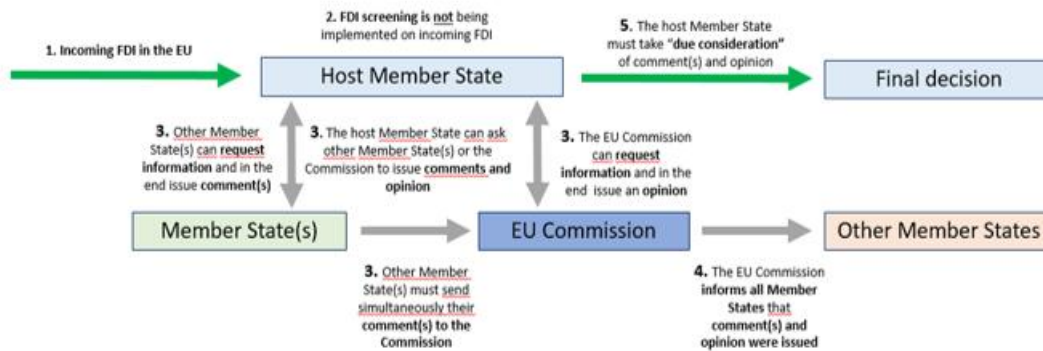 1. Incoming FDI in the EU
2. FDI screening is not being
implemented on incoming FDI
5. The host Member State
must take "due consideration"
of comment(s) and opinion
Host Member State
Final decision
3. Other Member
State(s) can request
information and in the
end issue comment(s)
3. The host Member State can ask
other Member State(s) or the
Commission to issue comments and
opinion
3. The EU Commission
can request
information and in the
end issue an opinion
Member State(s)
EU Commission
Other Member States
3. Other Member
State(s) must send
simultaneously their
comment(s) to the
Commission
4. The EU Commission
informs all Member
States that
comment(s) and
opinion were issued